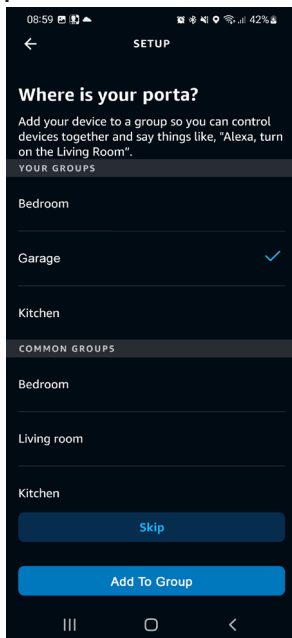 08:59 42%
SETUP
Where is your porta?
Add your device to a group so you can control
devices together and say things like, "Alexa, turn
on the Living Room".
YOUR GROUPS
Bedroom
Garage
Kitchen
COMMON GROUPS
Bedroom
Living room
Kitchen
Skip
Add To Group